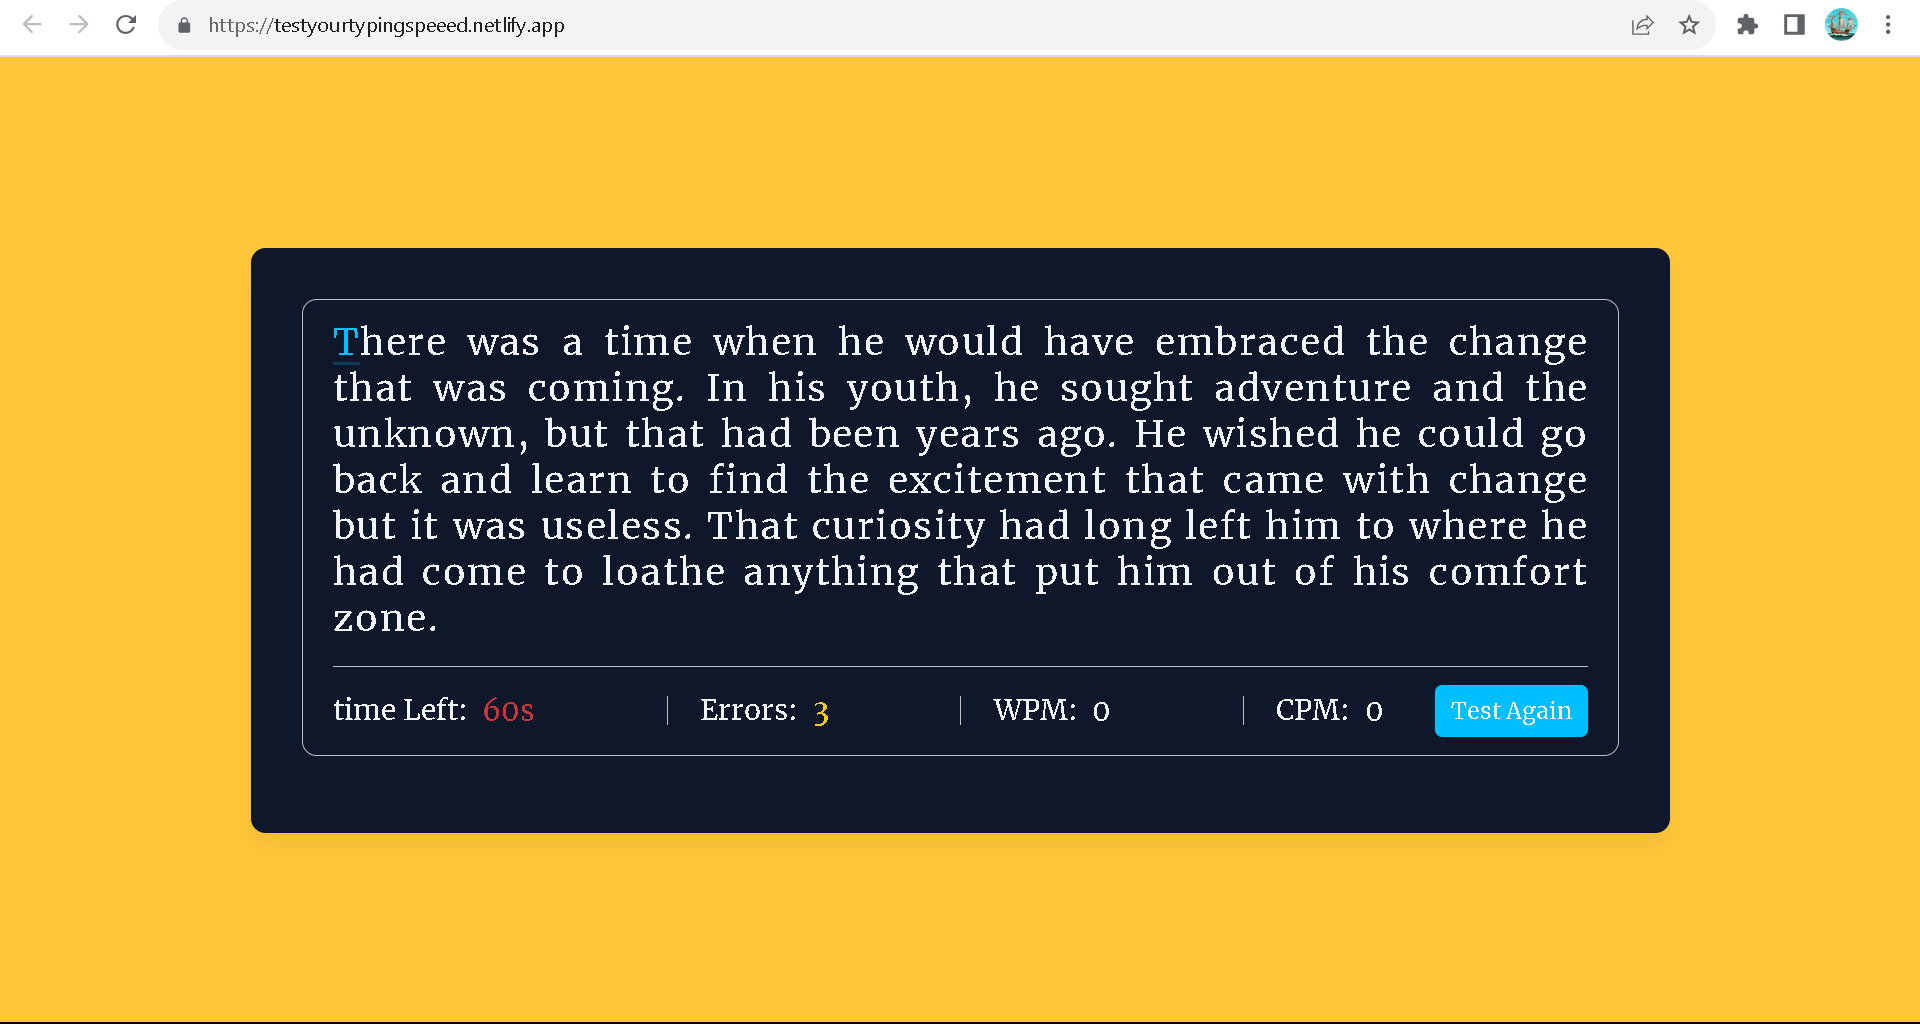 https://testyourtypingspeeed.netlify.app
There was a time when he would have embraced the change
that was coming. In his youth, he sought adventure and the
unknown, but that had been years ago. He wished he could go
back and learn to find the excitement that came with change
but it was useless. That curiosity had long left him to where he
had come to loathe anything that put him out of his comfort
zone.
time Left: 60s Errors: 3 WPM: 0 CPM: 0 Test Again